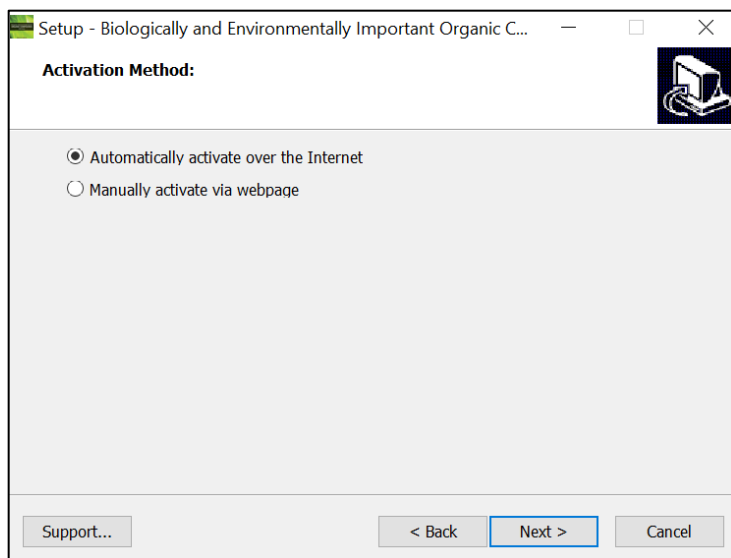 Setup - Biologically and Environmentally Important Organic C...
Activation Method:
Automatically activate over the Internet
Manually activate via webpage
Support...
< Back
Next >
Cancel